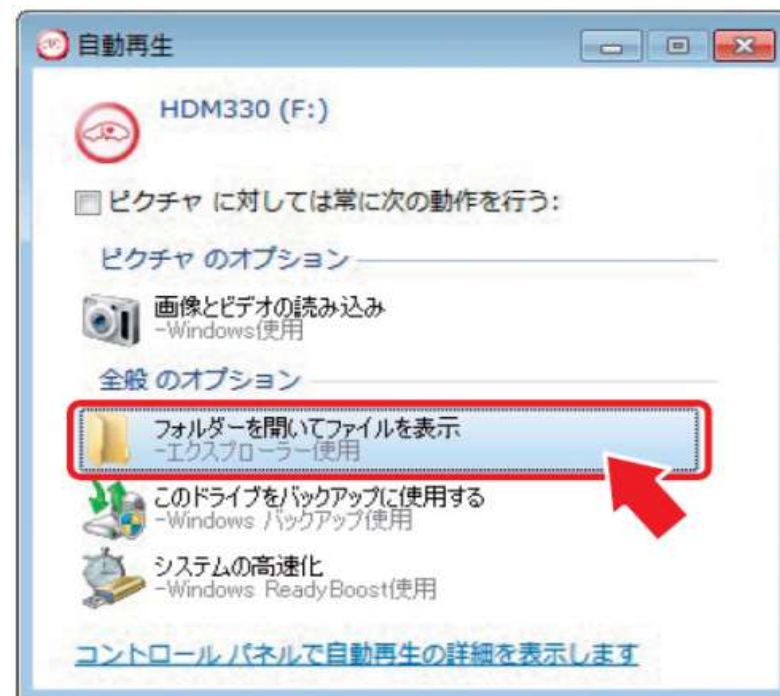 自動再生
HDM330 (F:)
ピクチャ に対しては常に次の動作を行う:
ピクチャ のオプション
画像とビデオの読み込み
-Windows使用
全般 のオプション
フォルダーを開いてファイルを表示
-エクスプローラー使用
このドライブをバックアップに使用する
-Windows バックアップ使用
システムの高速化
-Windows ReadyBoost使用
コントロール パネルで自動再生の詳細を表示します